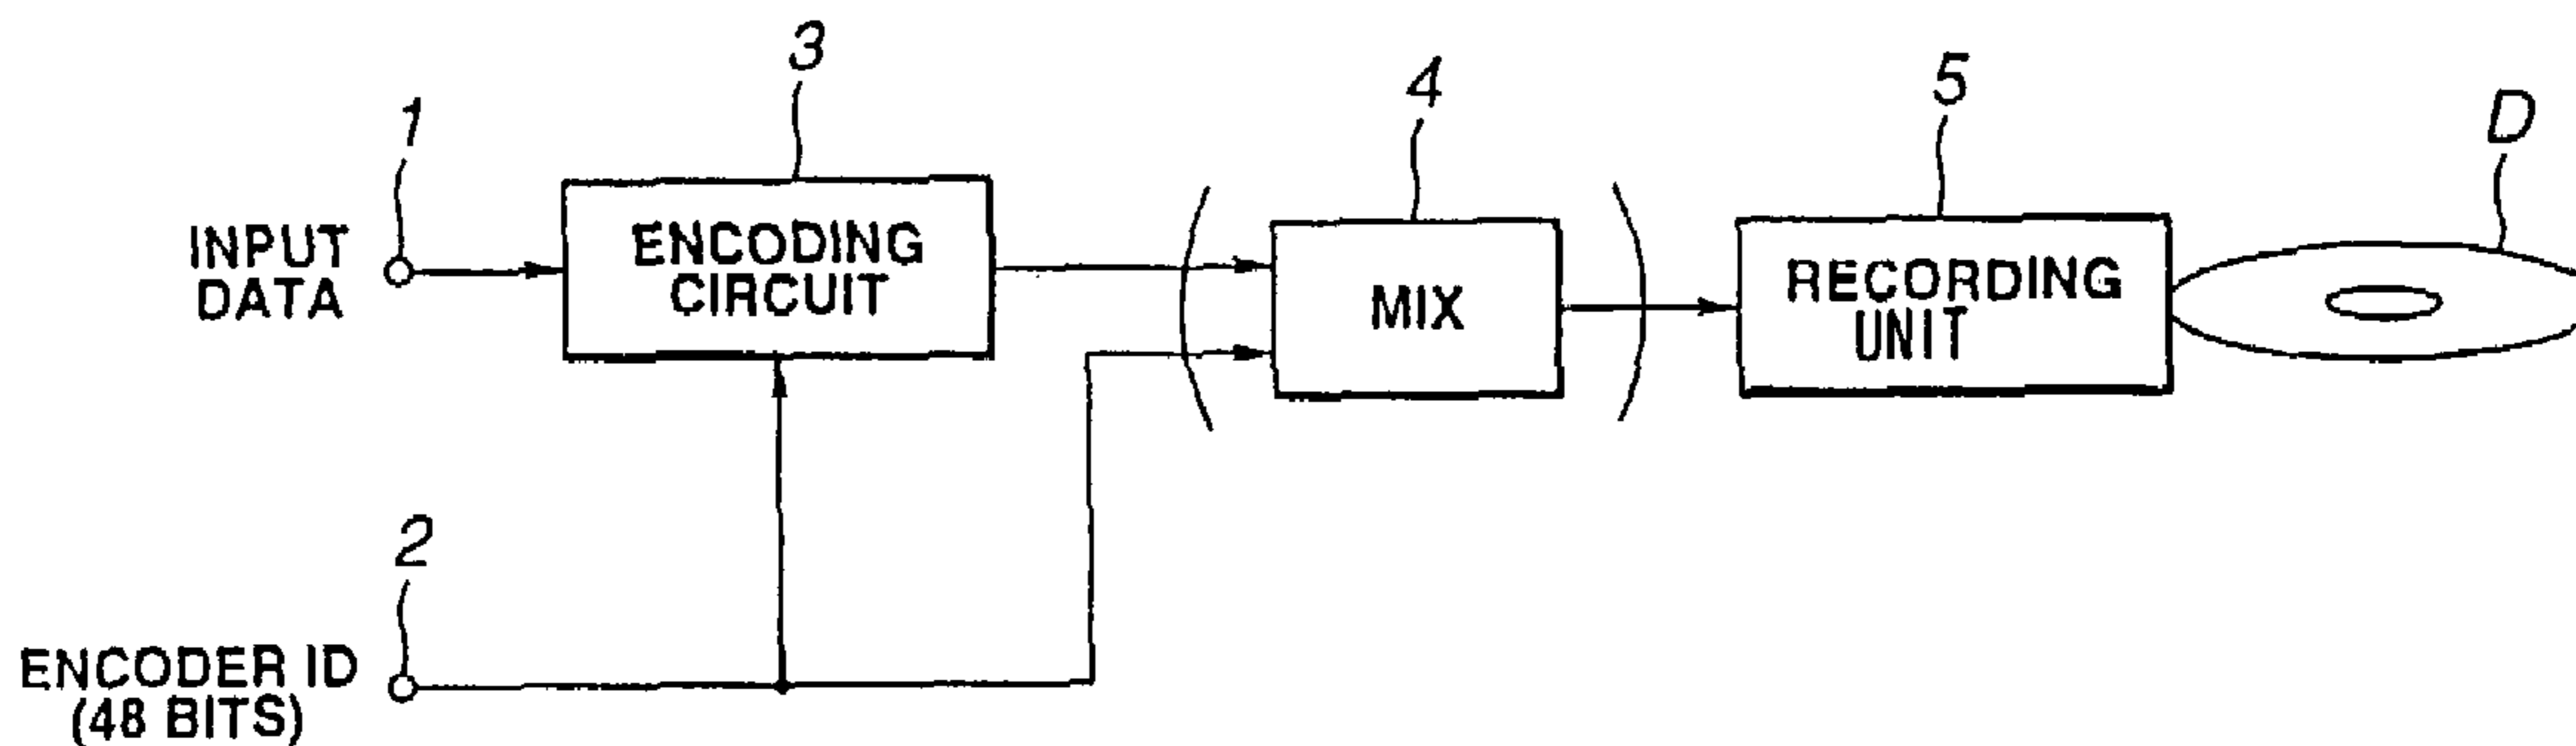 1
3
4
5
D
INPUT
DATA
ENCODING
CIRCUIT
MIX
RECORDING
UNIT
2
ENCODER ID
(48 BITS)